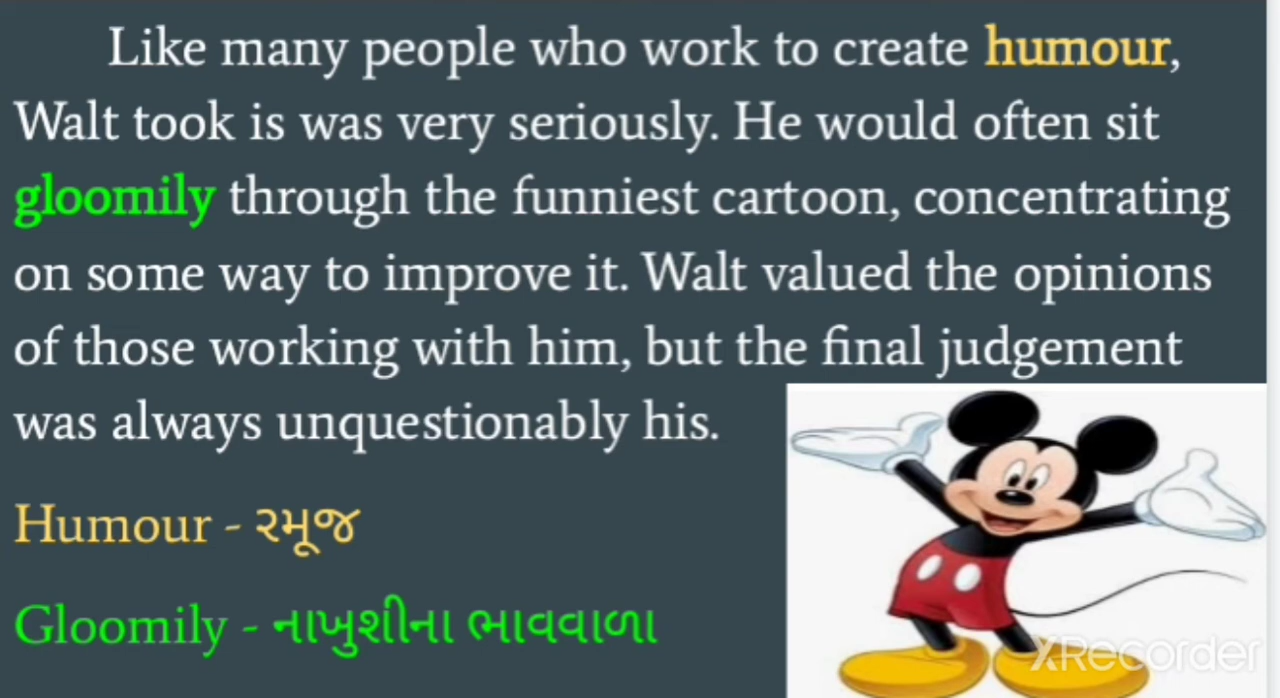 Like many people who work to create humour,
Walt took is was very seriously. He would often sit
gloomily through the funniest cartoon, concentrating
on some way to improve it. Walt valued the opinions
of those working with him, but the final judgement
was always unquestionably his.
Humour - રમૂજ
Gloomily - નાખુશીના ભાવવાળા
XRecorder